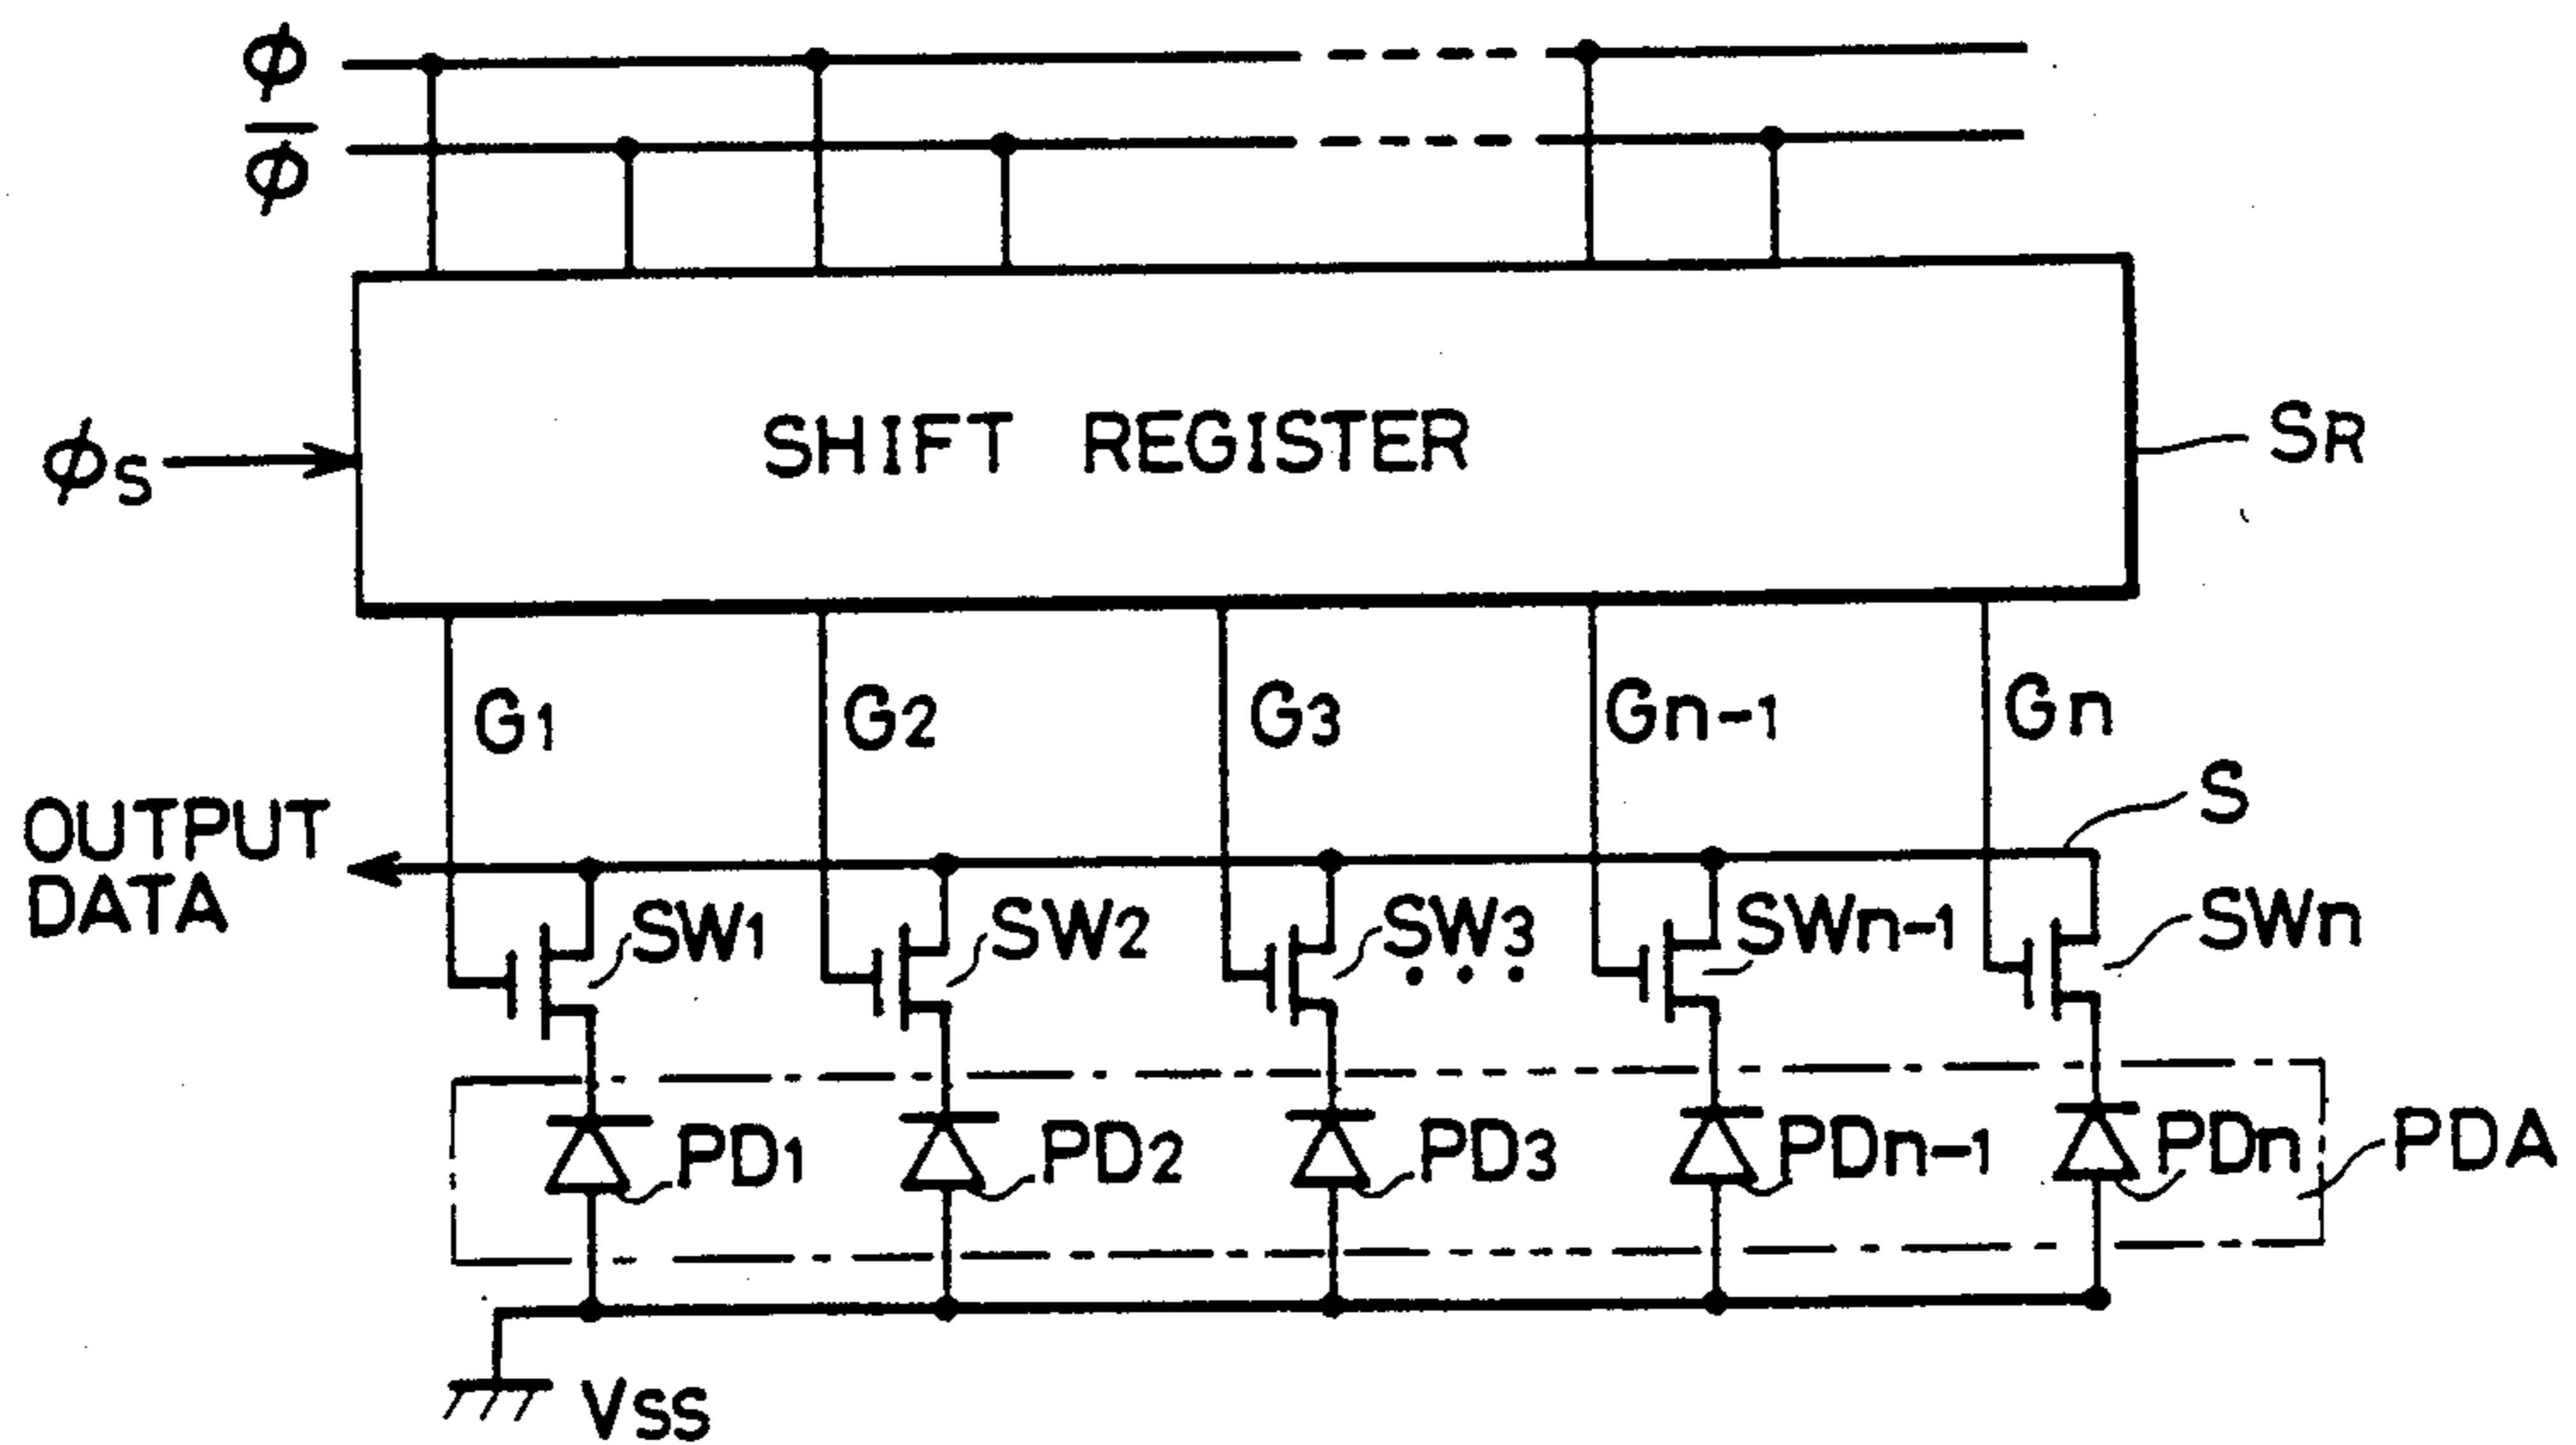 ϕ
ϕ̅
ϕS
SHIFT REGISTER
SR
G1 G2 G3 Gn-1 Gn
S
OUTPUT
DATA
SW1 SW2 SW3 SWn-1 SWn
• • •
PD1 PD2 PD3 PDn-1 PDn PDA
VSS